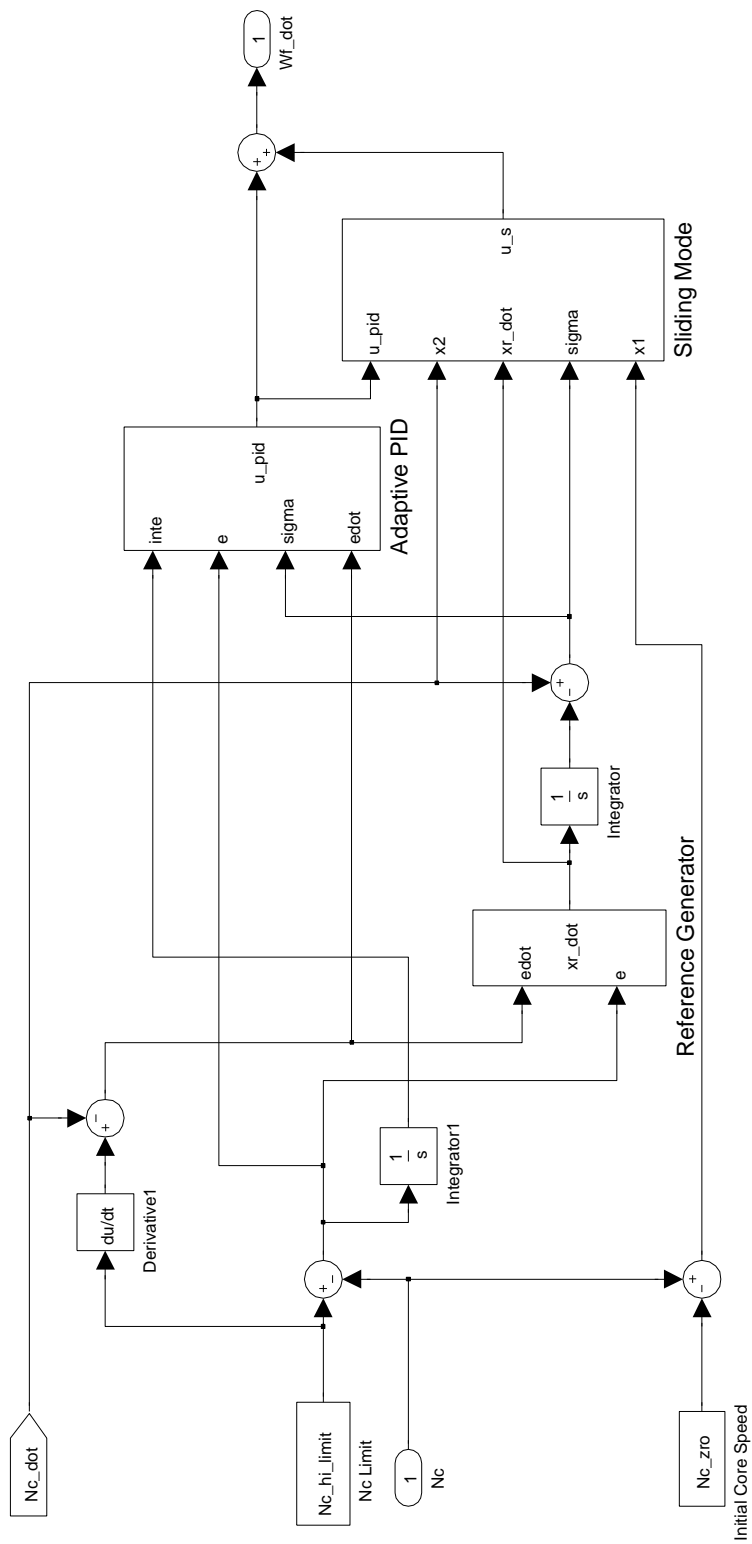 Nc_dot
Nc_hi_limit
Nc Limit
1
Nc
Nc_zro
Initial Core Speed
du/dt
Derivative1
+
−
+
−
+
−
1
s
Integrator1
edot
e
xr_dot
Reference Generator
1
s
Integrator
+
−
inte
e
sigma
edot
u_pid
Adaptive PID
u_pid
x2
xr_dot
sigma
x1
u_s
Sliding Mode
+
+
1
Wf_dot